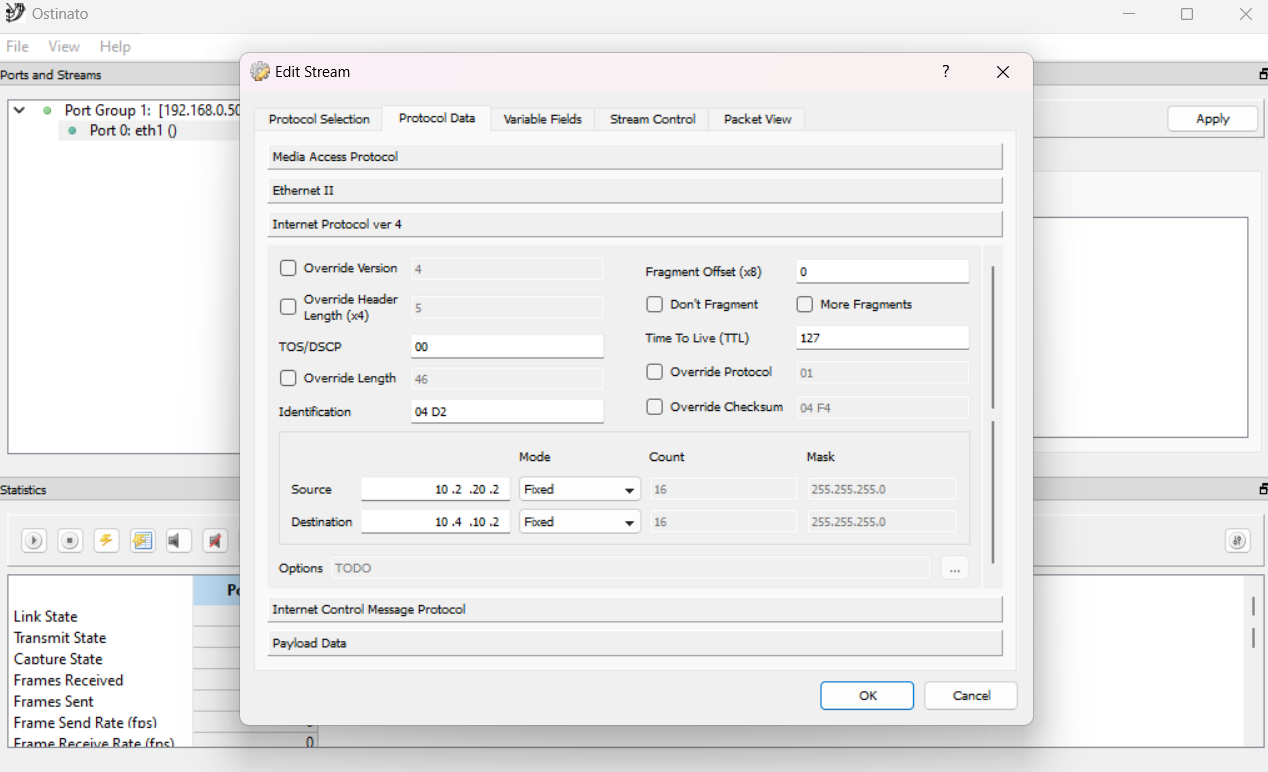 Ostinato
File View Help
Ports and Streams
Port Group 1: [192.168.0.50
Port 0: eth1 ()
Apply
Edit Stream
?
Protocol Selection Protocol Data Variable Fields Stream Control Packet View
Media Access Protocol
Ethernet II
Internet Protocol ver 4
Override Version 4 Fragment Offset (x8) 0
Override Header
Length (x4) 5 Don't Fragment More Fragments
TOS/DSCP 00 Time To Live (TTL) 127
Override Length 46 Override Protocol 01
Identification 04 D2 Override Checksum 04 F4
Mode Count Mask
Source 10 .2 .20 .2 Fixed 16 255.255.255.0
Destination 10 .4 .10 .2 Fixed 16 255.255.255.0
Options TODO ...
Internet Control Message Protocol
Payload Data
OK Cancel
Statistics
Link State
Transmit State
Capture State
Frames Received
Frames Sent
Frame Send Rate (fps)
Frame Receive Rate (fps) 0